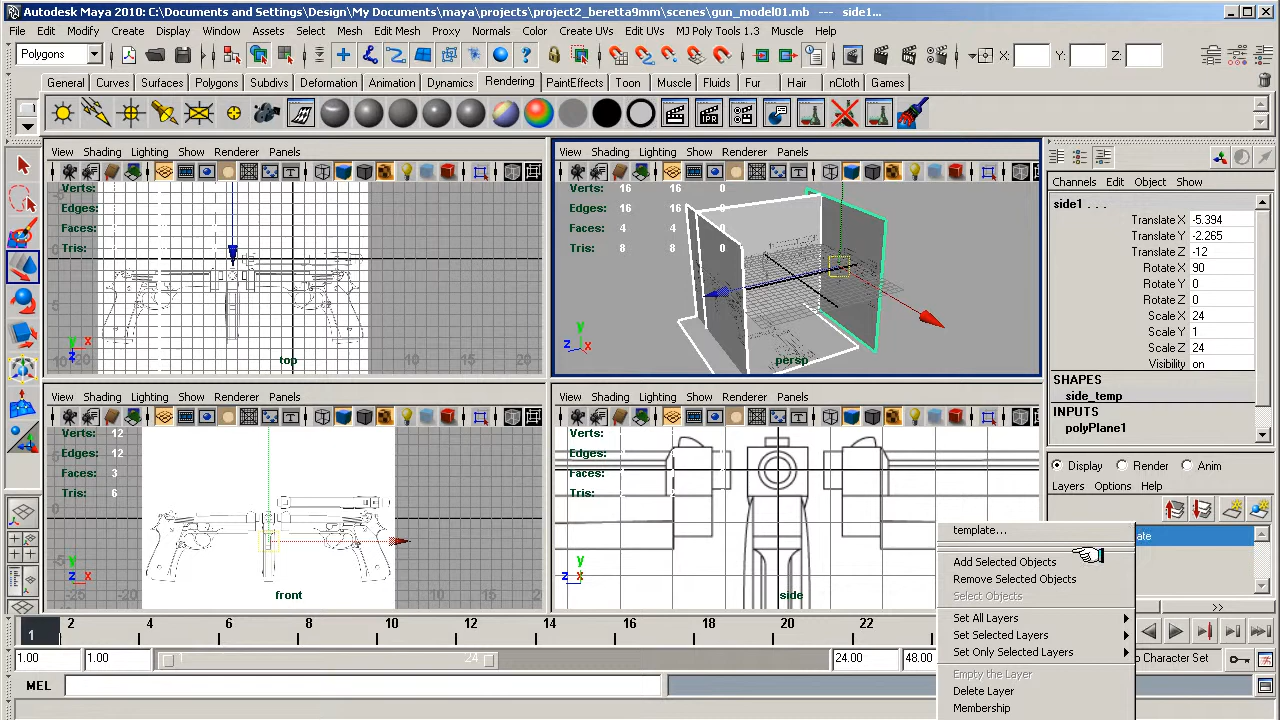 Autodesk Maya 2010: C:\Documents and Settings\Design\My Documents\maya\projects\project2_beretta9mm\scenes\gun_model01.mb --- side1...
File Edit Modify Create Display Window Assets Select Mesh Edit Mesh Proxy Normals Color Create UVs Edit UVs MJ Poly Tools 1.3 Muscle Help
Polygons X: Y: Z:
General Curves Surfaces Polygons Subdivs Deformation Animation Dynamics Rendering PaintEffects Toon Muscle Fluids Fur Hair nCloth Games
IPR
View Shading Lighting Show Renderer Panels
Verts:
Edges:
Faces:
Tris:
top
View Shading Lighting Show Renderer Panels
Verts: 16 16 0
Edges: 16 16 0
Faces: 4 4 0
Tris: 8 8 0
persp
View Shading Lighting Show Renderer Panels
Verts: 12
Edges: 12
Faces: 3
Tris: 6
front
View Shading Lighting Show Renderer Panels
Verts:
Edges:
Faces:
Tris:
side
Channels Edit Object Show
side1 . . .
Translate X -5.394
Translate Y -2.265
Translate Z -12
Rotate X 90
Rotate Y 0
Rotate Z 0
Scale X 24
Scale Y 1
Scale Z 24
Visibility on
SHAPES
side_temp
INPUTS
polyPlane1
Display Render Anim
Layers Options Help
template...
Add Selected Objects
Remove Selected Objects
Select Objects
Set All Layers
Set Selected Layers
Set Only Selected Layers
Empty the Layer
Delete Layer
Membership
1 2 4 6 8 10 12 14 16 18 20 22
1.00 1.00 1 24 24.00 48.00
MEL